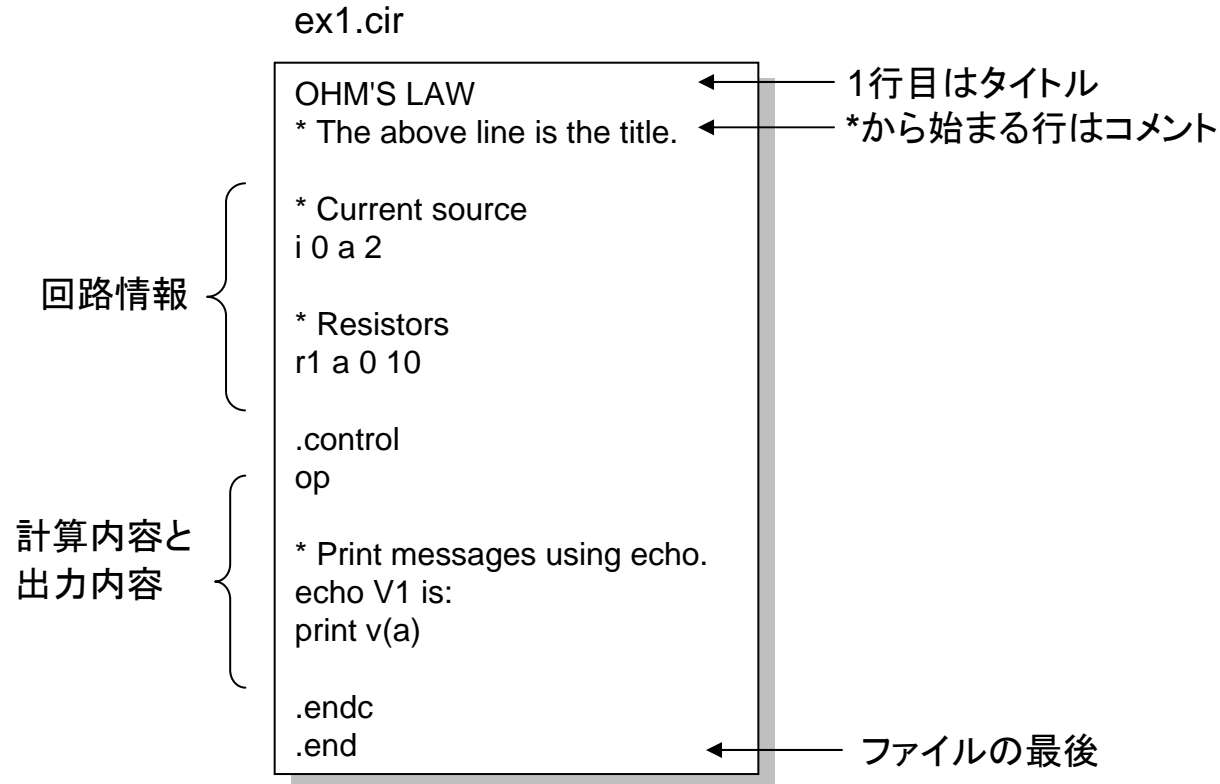 ex1.cir
OHM'S LAW
1行目はタイトル
* The above line is the title.
*から始まる行はコメント
回路情報
* Current source
i 0 a 2
* Resistors
r1 a 0 10
計算内容と
出力内容
.control
op
* Print messages using echo.
echo V1 is:
print v(a)
.endc
.end
ファイルの最後